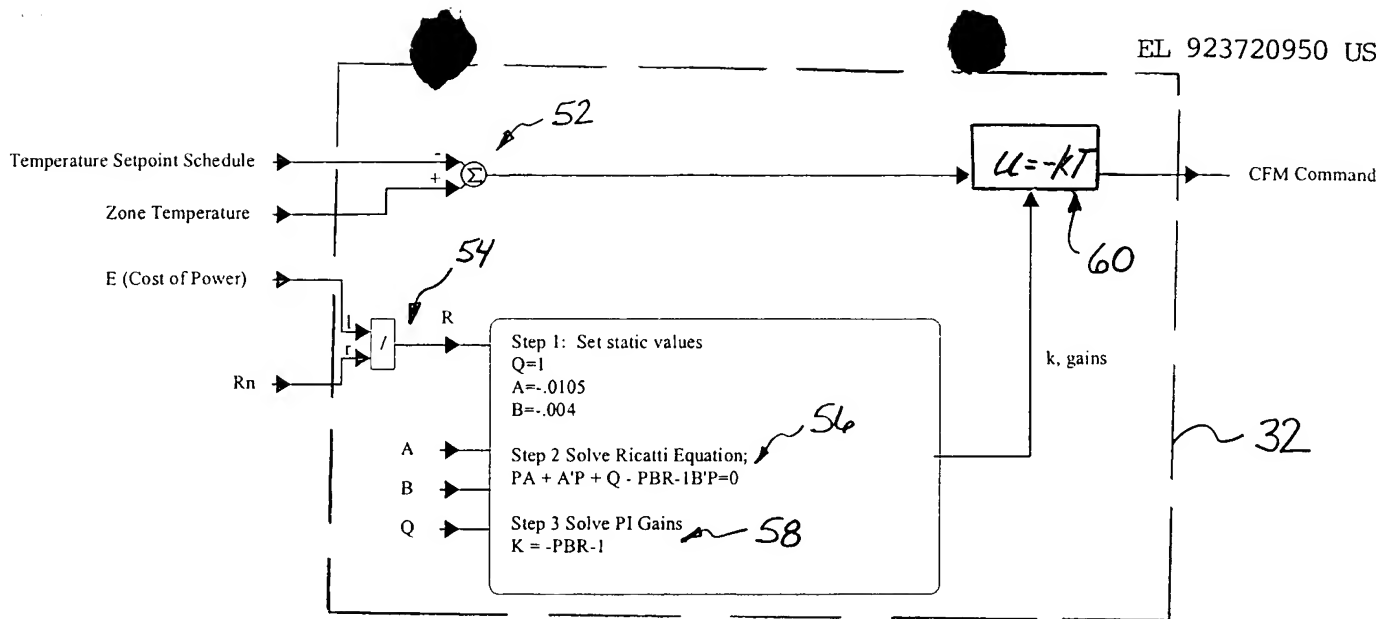 EL 923720950 US
52
Temperature Setpoint Schedule
-
+
Σ
U=-kT
CFM Command
Zone Temperature
60
54
E (Cost of Power)
l
r
/
R
Rn
Step 1: Set static values
Q=1
A=-.0105
B=-.004
k, gains
56
A
Step 2 Solve Ricatti Equation;
PA + A'P + Q - PBR-1B'P=0
B
32
Q
Step 3 Solve PI Gains
K = -PBR-1
58